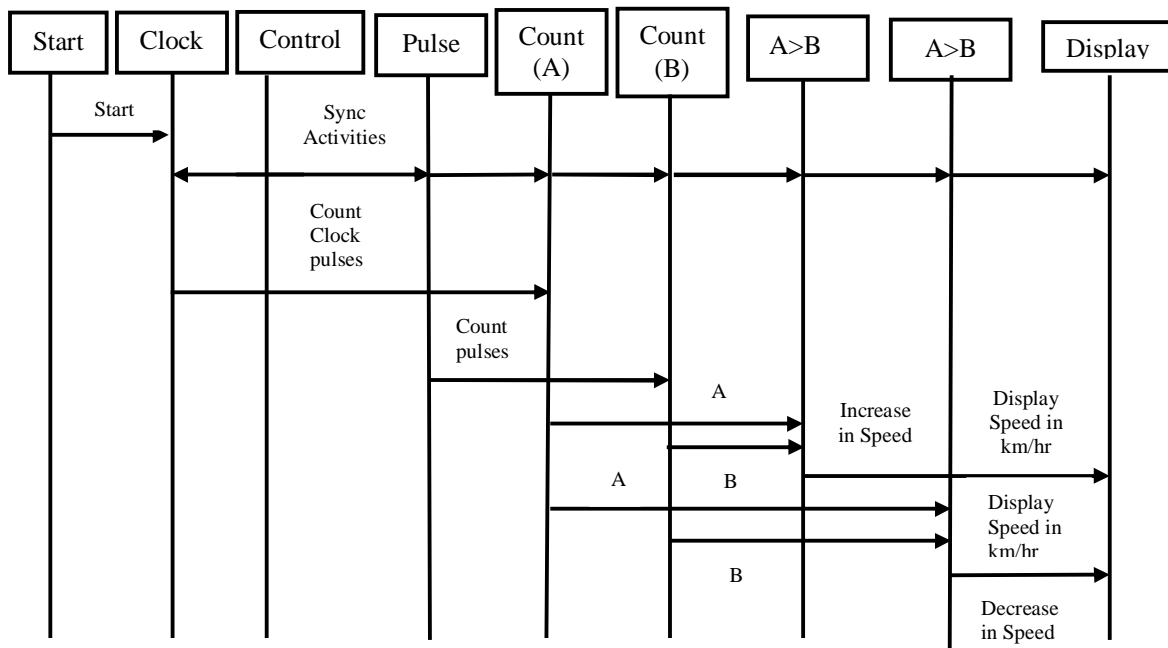 Start
Clock
Control
Pulse
Count
(A)
Count
(B)
A>B
A>B
Display
Start
Sync
Activities
Count
Clock
pulses
Count
pulses
A
Increase
in Speed
Display
Speed in
km/hr
A
B
Display
Speed in
km/hr
B
Decrease
in Speed